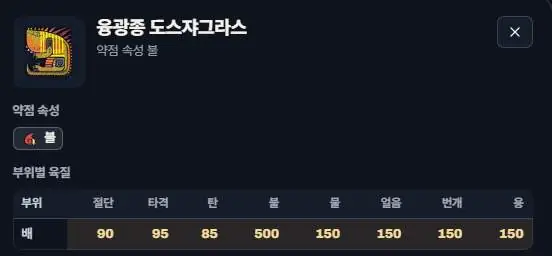 융광종 도스쟈그라스
약점 속성 불
약점 속성
불
부위별 육질
부위 절단 타격 탄 불 물 얼음 번개 용
배 90 95 85 500 150 150 150 150